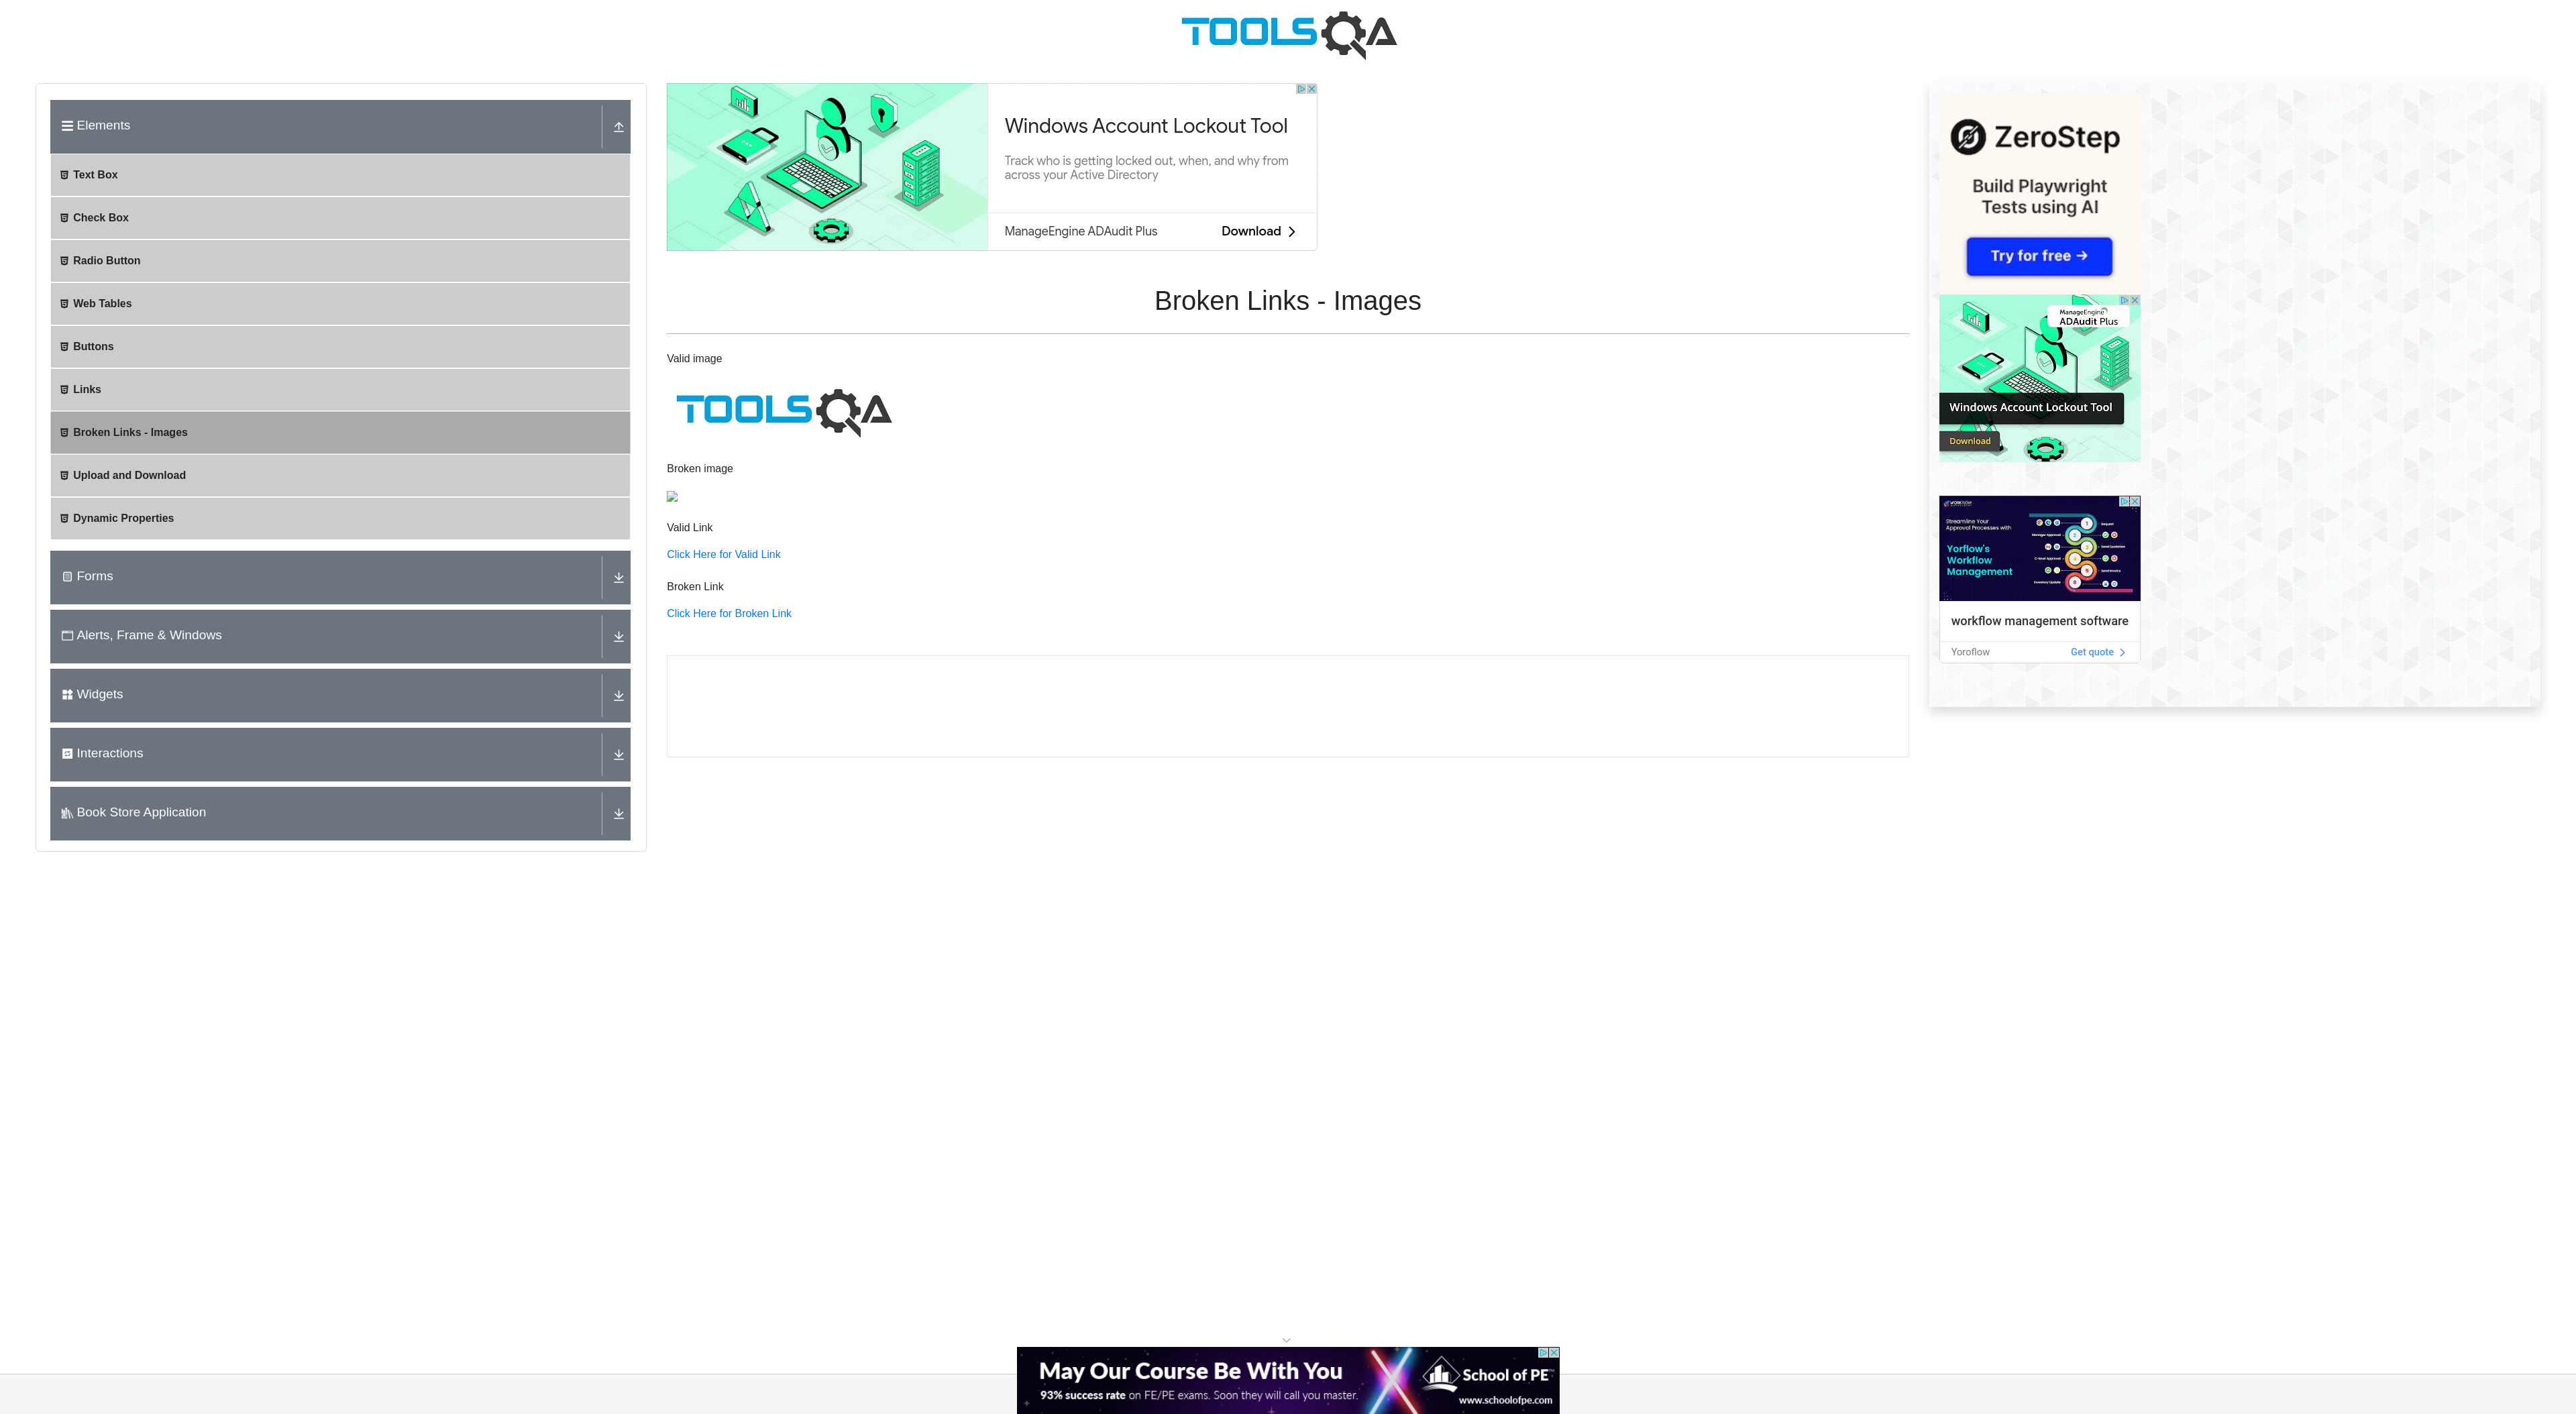 TOOLSQA
Elements
Text Box
Check Box
Radio Button
Web Tables
Buttons
Links
Broken Links - Images
Upload and Download
Dynamic Properties
Forms
Alerts, Frame & Windows
Widgets
Interactions
Book Store Application
Windows Account Lockout Tool
Track who is getting locked out, when, and why from
across your Active Directory
ManageEngine ADAudit Plus
Download
Broken Links - Images
Valid image
TOOLSQA
Broken image
Valid Link
Click Here for Valid Link
Broken Link
Click Here for Broken Link
ZeroStep
Build Playwright
Tests using AI
Try for free →
ManageEngine
ADAudit Plus
Windows Account Lockout Tool
Download
Streamline Your
Approval Processes with
Yorflow's
Workflow
Management
workflow management software
Yoroflow
Get quote
May Our Course Be With You
93% success rate on FE/PE exams. Soon they will call you master.
School of PE
www.schoolofpe.com